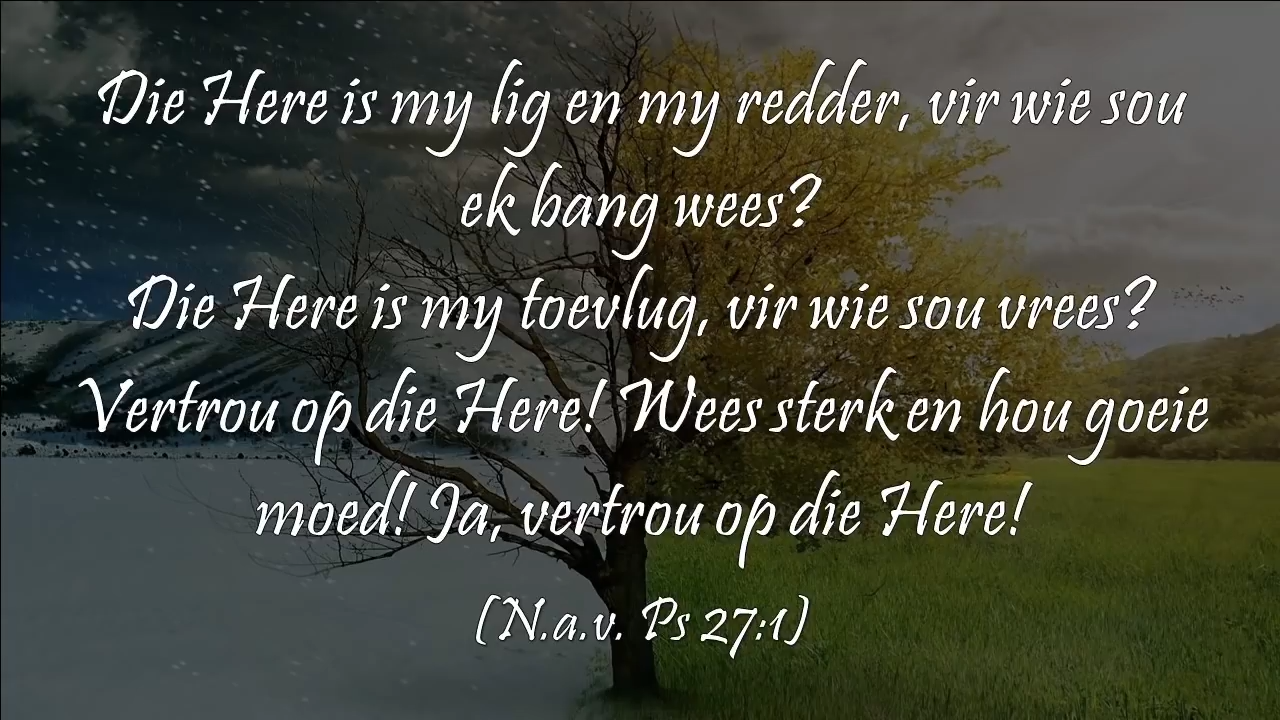 Die Here is my lig en my redder, vir wie sou
ek bang wees?
Die Here is my toevlug, vir wie sou vrees?
Vertrou op die Here! Wees sterk en hou goeie
moed! Ja, vertrou op die Here!
(N.a.v. Ps 27:1)